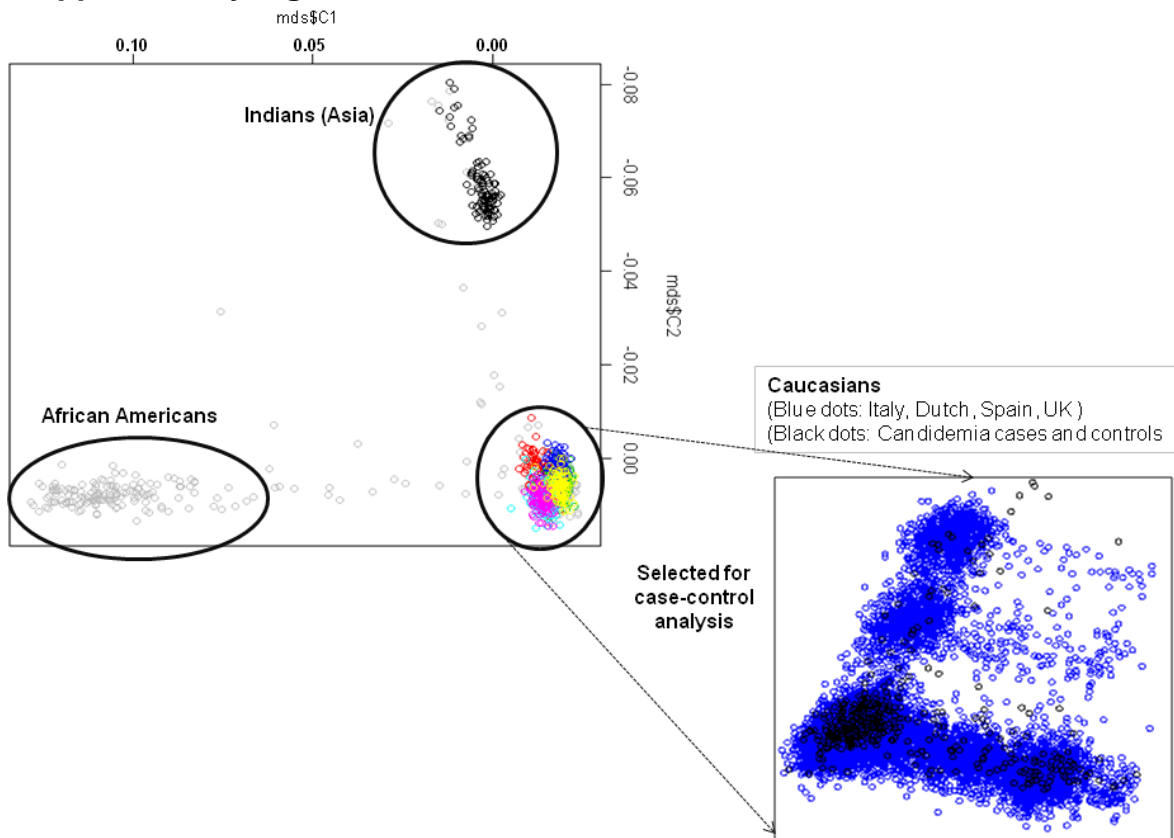 mds$C1
0.10 0.05 0.00
Indians (Asia)
-0.08
-0.06
-0.04
mds$C2
-0.02
0.00
African Americans
Caucasians
(Blue dots: Italy, Dutch, Spain, UK )
(Black dots: Candidemia cases and controls
Selected for
case-control
analysis